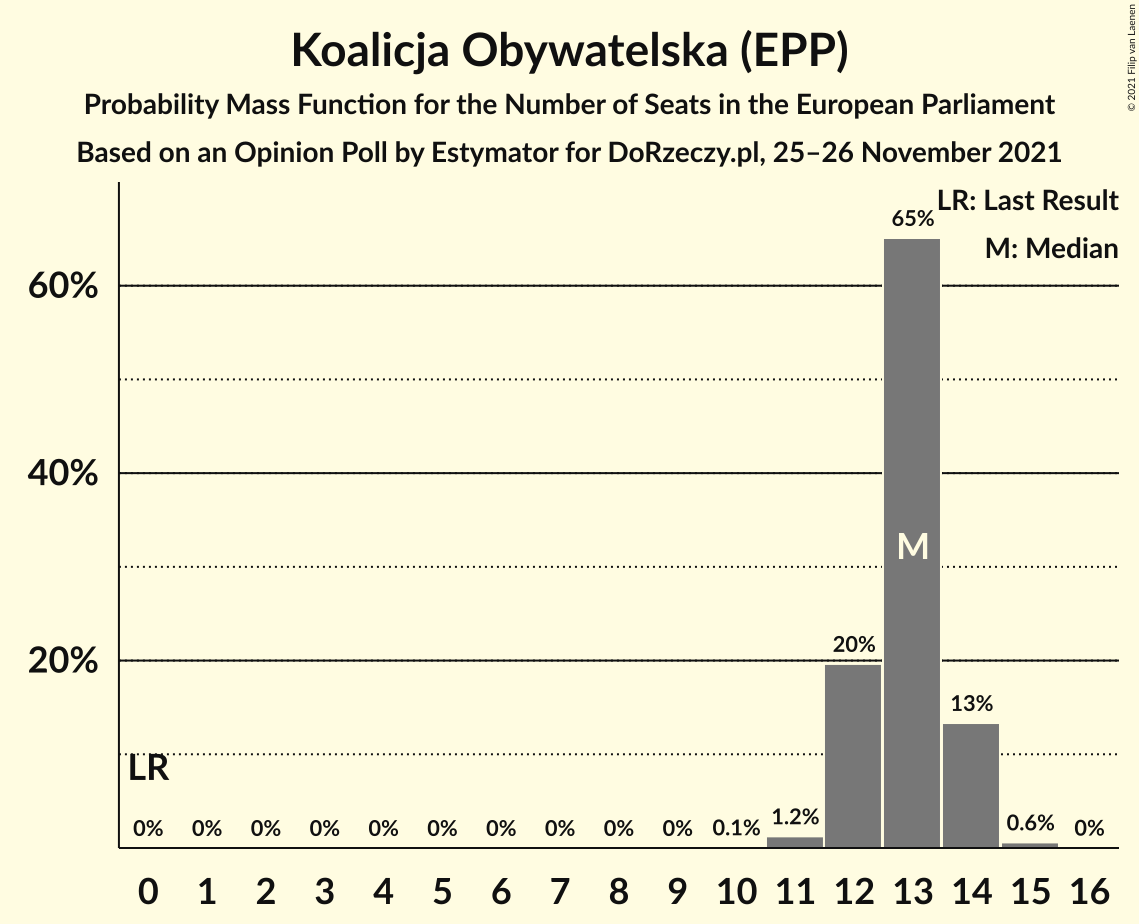 Koalicja Obywatelska (EPP)
Probability Mass Function for the Number of Seats in the European Parliament
Based on an Opinion Poll by Estymator for DoRzeczy.pl, 25–26 November 2021
© 2021 Filip van Laenen
LR: Last Result
M: Median
60%
40%
20%
65%
M
20%
13%
LR
0% 0% 0% 0% 0% 0% 0% 0% 0% 0% 0.1% 1.2% 0.6% 0%
0 1 2 3 4 5 6 7 8 9 10 11 12 13 14 15 16